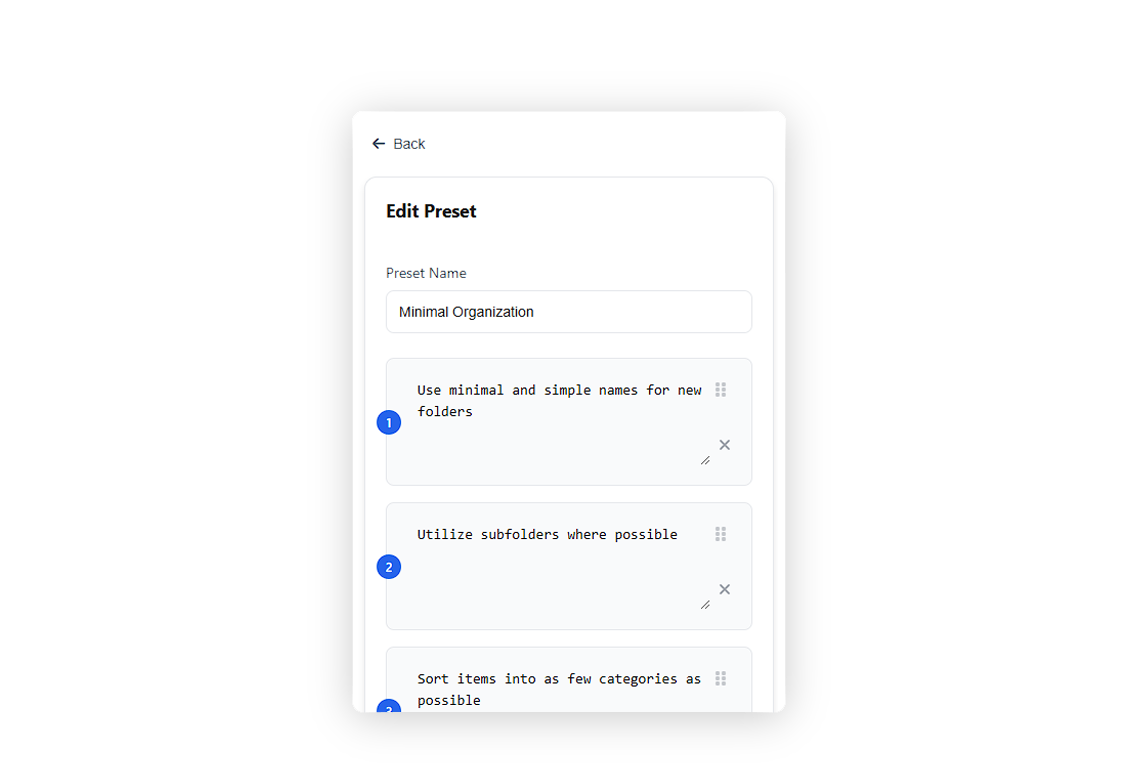 Back
Edit Preset
Preset Name
Minimal Organization
Use minimal and simple names for new
folders
1
Utilize subfolders where possible
2
Sort items into as few categories as
possible
3